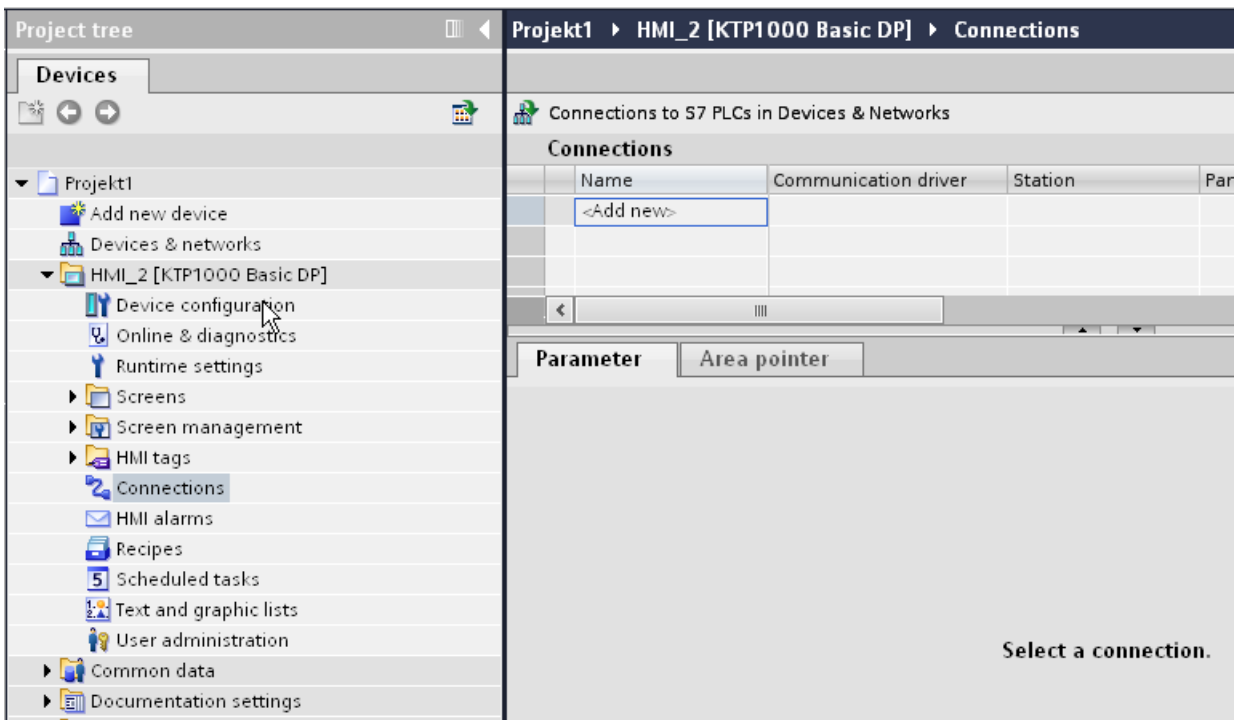 Project tree
Devices
Projekt1
Add new device
Devices & networks
HMI_2 [KTP1000 Basic DP]
Device configuration
Online & diagnostics
Runtime settings
Screens
Screen management
HMI tags
Connections
HMI alarms
Recipes
5 Scheduled tasks
Text and graphic lists
User administration
Common data
Documentation settings
Projekt1 HMI_2 [KTP1000 Basic DP] Connections
Connections to S7 PLCs in Devices & Networks
Connections
Name Communication driver Station Par
<Add new>
Parameter Area pointer
Select a connection.